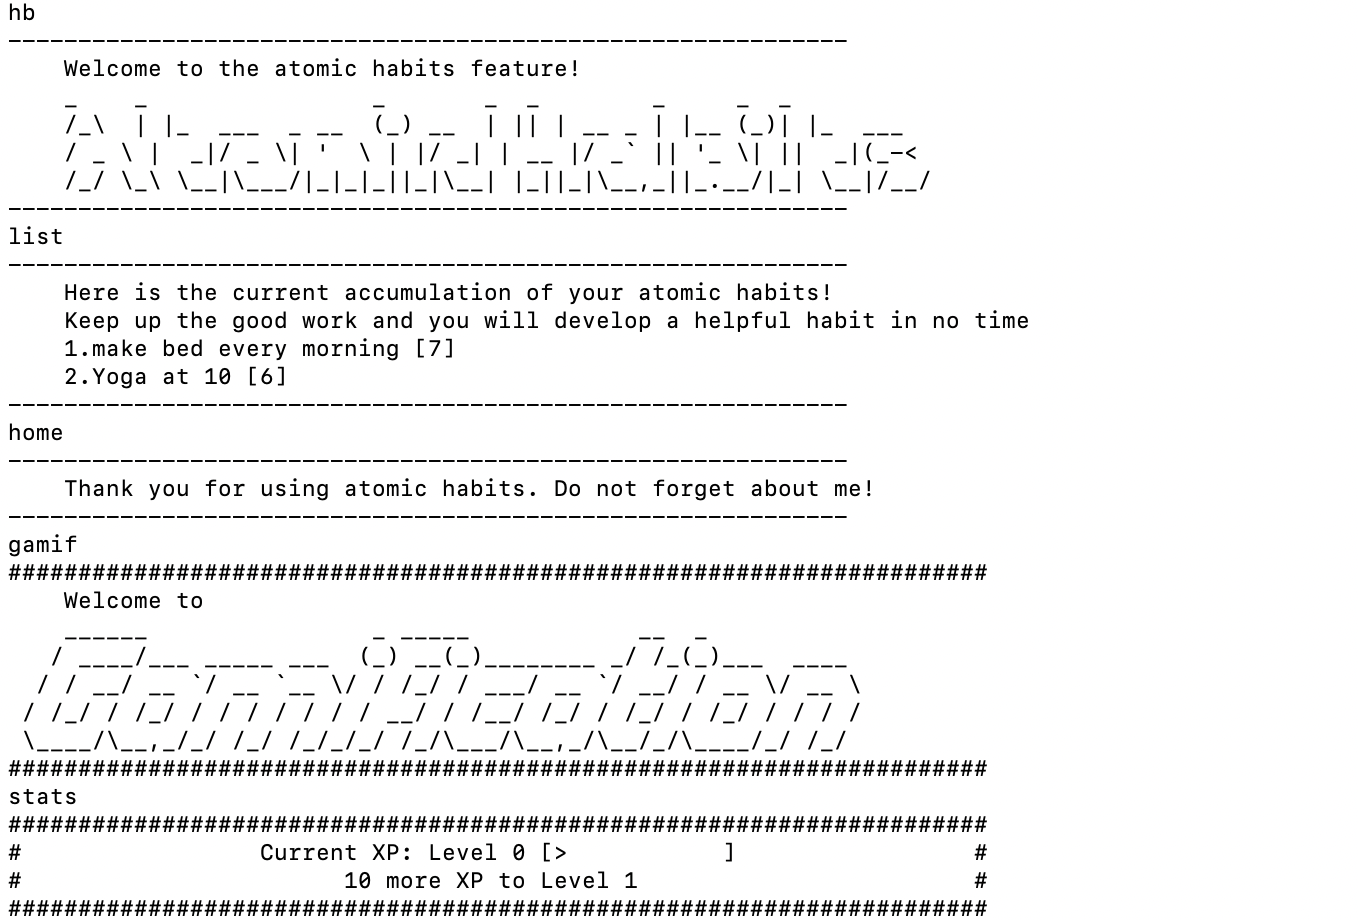 hb
------------------------------------------------------------
    Welcome to the atomic habits feature!
    _    _                _       _  _        _     _  _
    /_\  | |_  ___  _ __  (_) __  | || | __ _ | |__ (_)| |_  ___
    / _ \ |  _|/ _ \| '  \ | |/ _| | __ |/ _` || '_ \| ||  _|(_-<
    /_/ \_\ \__|\___/|_|_|_||_|\__| |_||_|\__,_||_.__/|_| \__|/__/
------------------------------------------------------------
list
------------------------------------------------------------
    Here is the current accumulation of your atomic habits!
    Keep up the good work and you will develop a helpful habit in no time
    1.make bed every morning [7]
    2.Yoga at 10 [6]
------------------------------------------------------------
home
------------------------------------------------------------
    Thank you for using atomic habits. Do not forget about me!
------------------------------------------------------------
gamif
######################################################################
    Welcome to
    ______                _ _____            __  _
   / ____/___ _____ ___  (_) __(_)________ _/ /_(_)___  ____
  / / __/ __ `/ __ `__ \/ / /_/ / ___/ __ `/ __/ / __ \/ __ \
 / /_/ / /_/ / / / / / / / __/ / /__/ /_/ / /_/ / /_/ / / / /
 \____/\__,_/_/ /_/ /_/_/_/ /_/\___/\__,_/\__/_/\____/_/ /_/
######################################################################
stats
######################################################################
#                 Current XP: Level 0 [>           ]                 #
#                       10 more XP to Level 1                        #
######################################################################